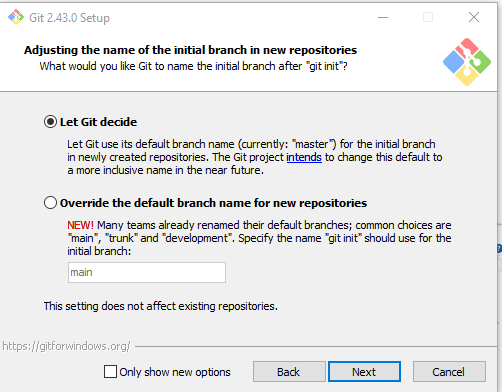 Git 2.43.0 Setup
Adjusting the name of the initial branch in new repositories
What would you like Git to name the initial branch after "git init"?
Let Git decide
Let Git use its default branch name (currently: "master") for the initial branch
in newly created repositories. The Git project intends to change this default to
a more inclusive name in the near future.
Override the default branch name for new repositories
NEW! Many teams already renamed their default branches; common choices are
"main", "trunk" and "development". Specify the name "git init" should use for the
initial branch:
main
This setting does not affect existing repositories.
https://gitforwindows.org/
Only show new options
Back
Next
Cancel